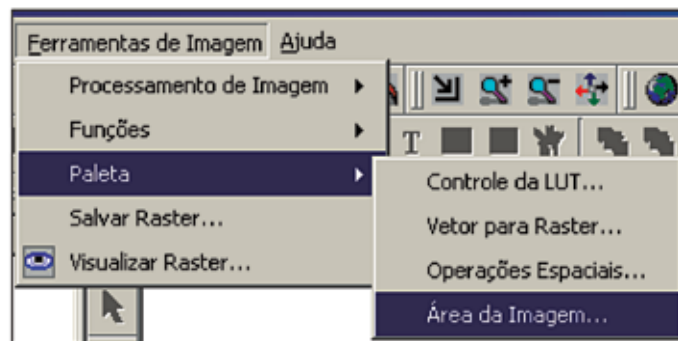 Ferramentas de Imagem Ajuda
Processamento de Imagem
Funções
T
Paleta
Controle da LUT...
Salvar Raster...
Vetor para Raster...
Visualizar Raster...
Operações Espaciais...
Área da Imagem...